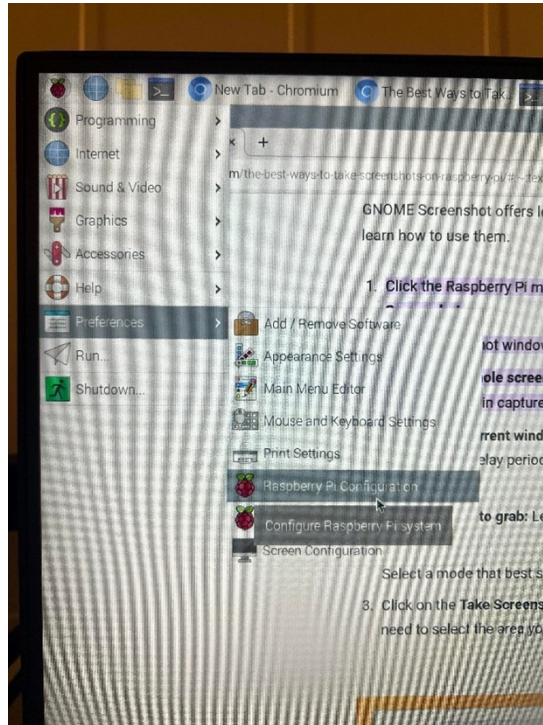 New Tab - Chromium
The Best Ways to Tak...
Programming
Internet
m/the-best-ways-to-take-screenshots-on-raspberry-pi/#:~:tex
Sound & Video
Graphics
GNOME Screenshot offers
learn how to use them.
Accessories
Help
1. Click the Raspberry Pi m
Preferences
Run...
Shutdown...
Add / Remove Software
Appearance Settings
Main Menu Editor
Mouse and Keyboard Settings
Print Settings
Raspberry Pi Configuration
Configure Raspberry Pi system
Screen Configuration
ot window
ole scree
in capture
rrent wind
elay perio
to grab: Le
Select a mode that best s
3. Click on the Take Screens
need to select the area yo